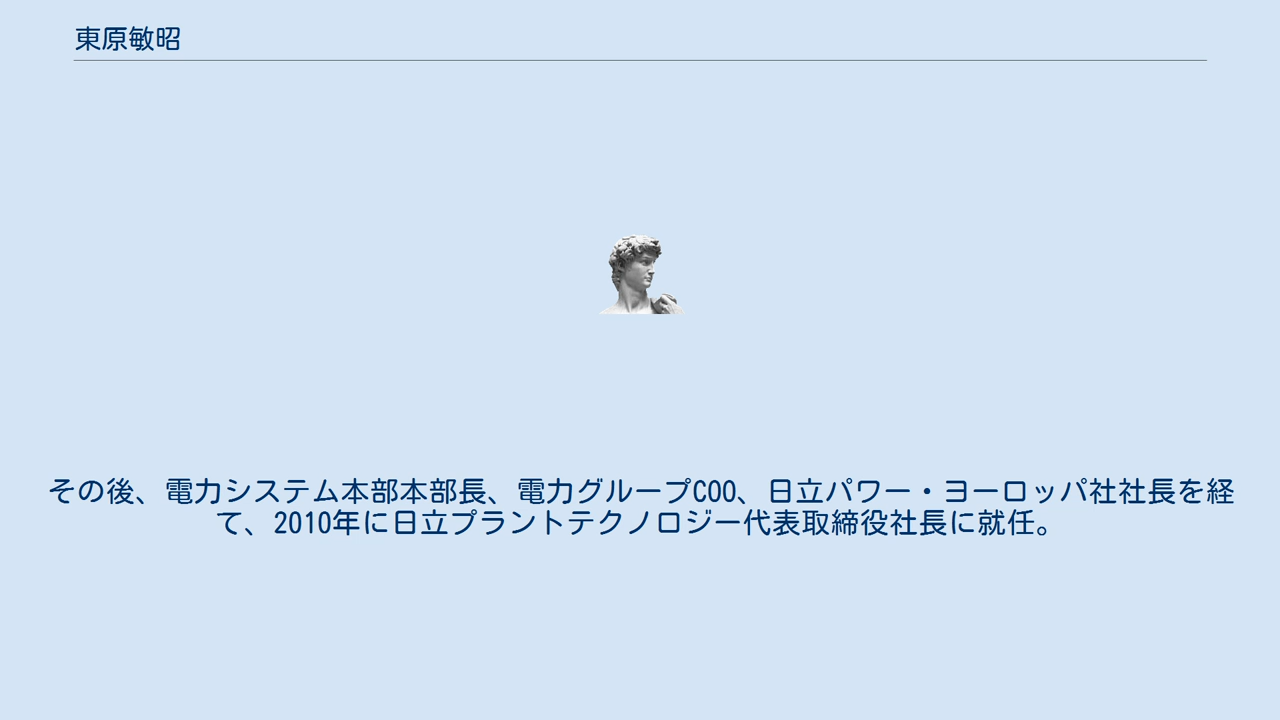 東原敏昭
その後、電力システム本部本部長、電力グループCOO、日立パワー・ヨーロッパ社社長を経
て、2010年に日立プラントテクノロジー代表取締役社長に就任。